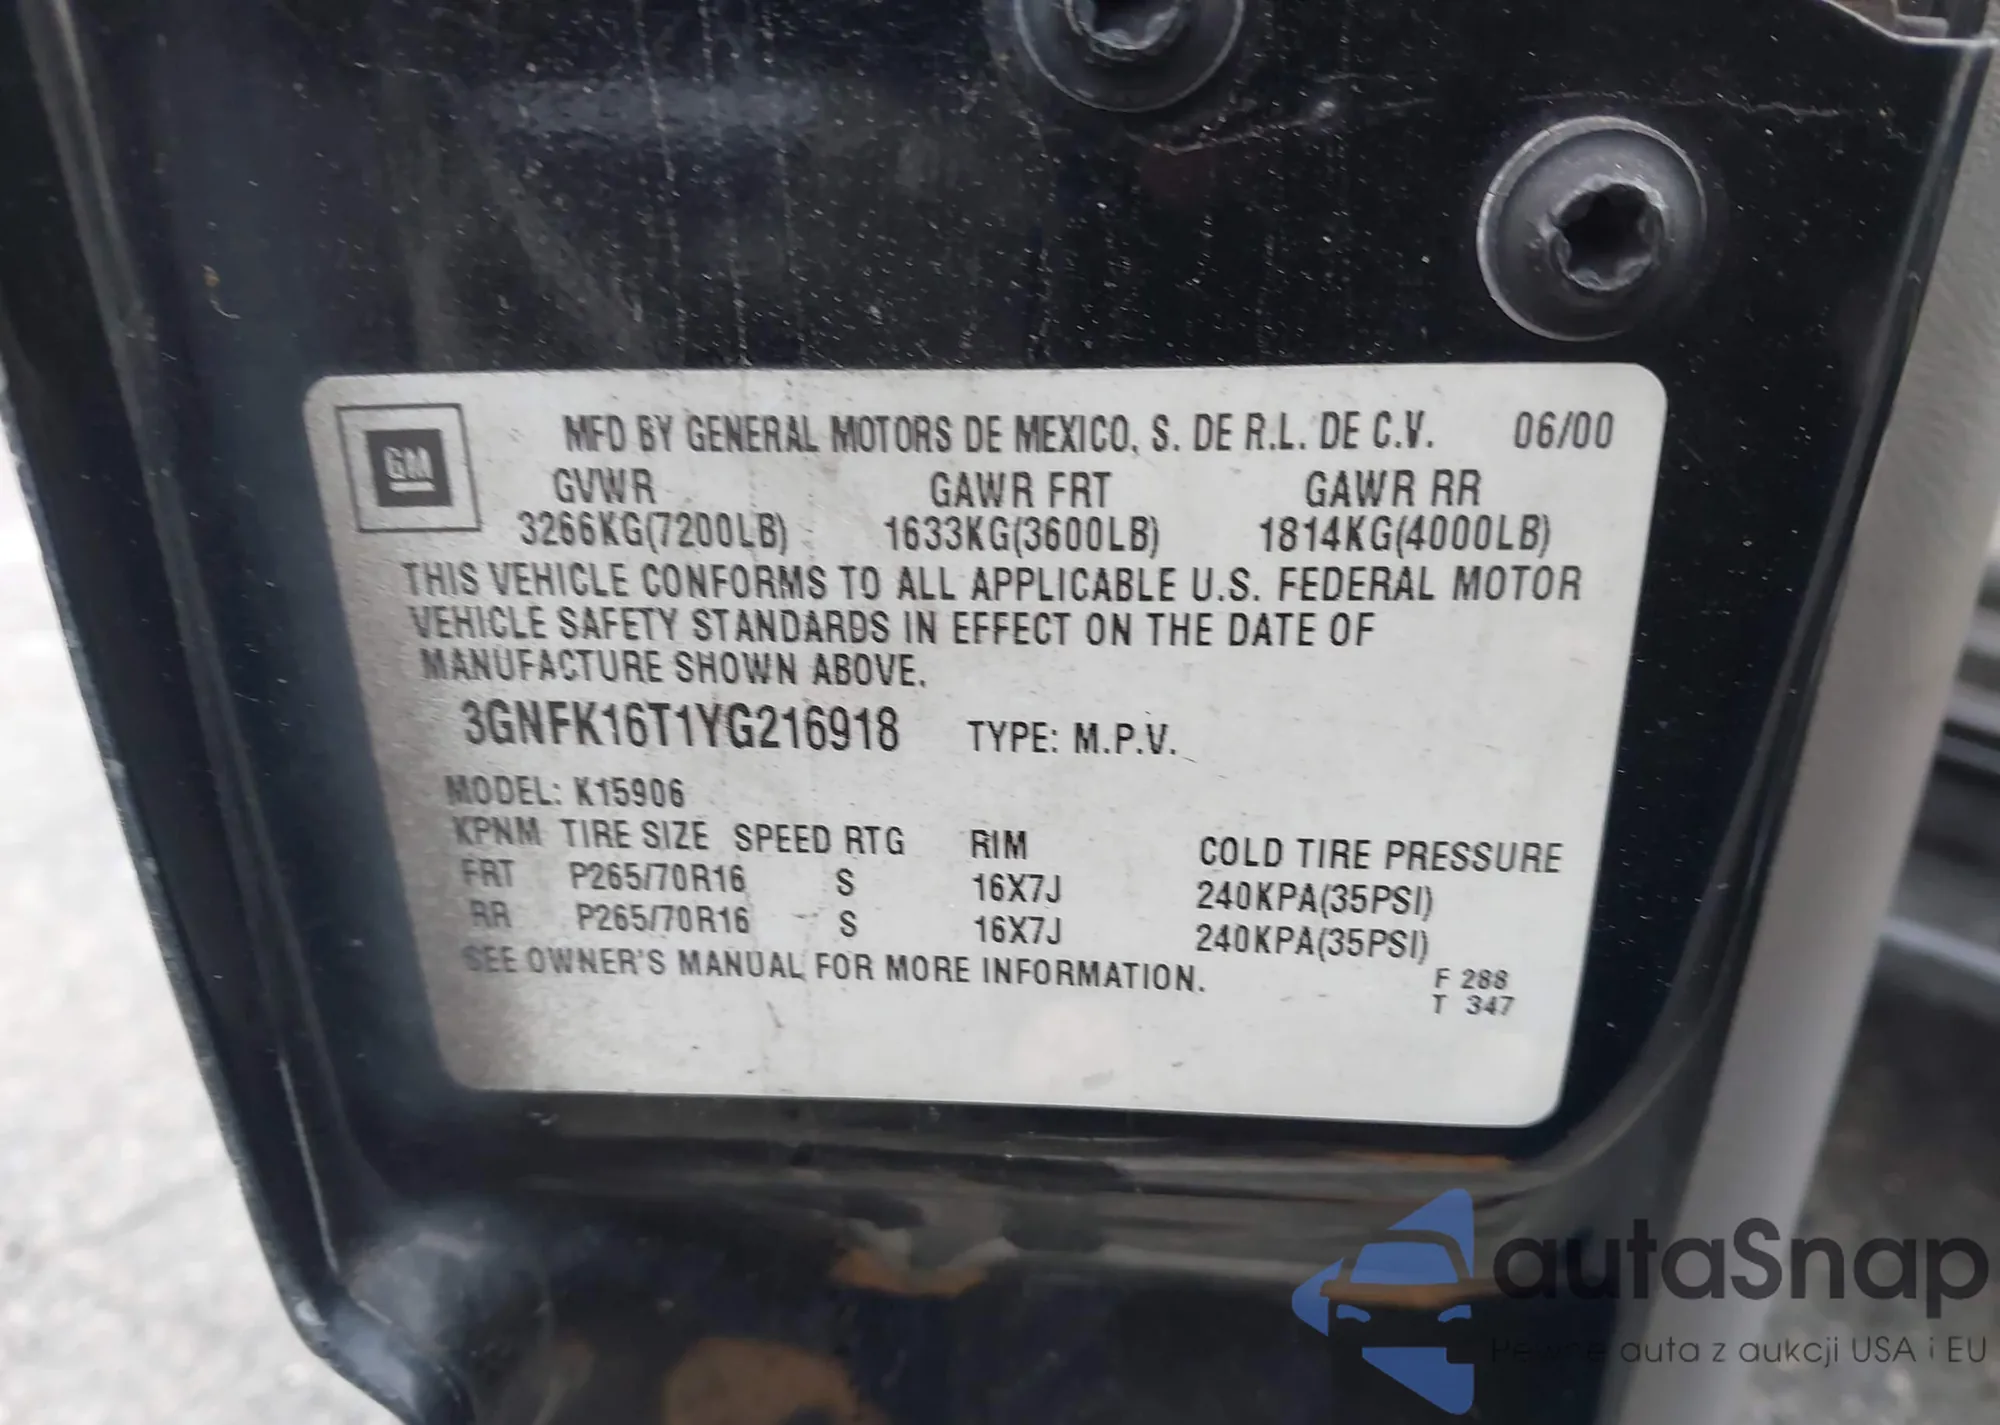 GM
MFD BY GENERAL MOTORS DE MEXICO, S. DE R.L. DE C.V. 06/00
GVWR GAWR FRT GAWR RR
3266KG(7200LB) 1633KG(3600LB) 1814KG(4000LB)
THIS VEHICLE CONFORMS TO ALL APPLICABLE U.S. FEDERAL MOTOR
VEHICLE SAFETY STANDARDS IN EFFECT ON THE DATE OF
MANUFACTURE SHOWN ABOVE.
3GNFK16T1YG216918 TYPE: M.P.V.
MODEL: K15906
KPNM TIRE SIZE SPEED RTG RIM COLD TIRE PRESSURE
FRT P265/70R16 S 16X7J 240KPA(35PSI)
RR P265/70R16 S 16X7J 240KPA(35PSI)
SEE OWNER'S MANUAL FOR MORE INFORMATION.
F 288
T 347
autaSnap
Pewne auta z aukcji USA i EU